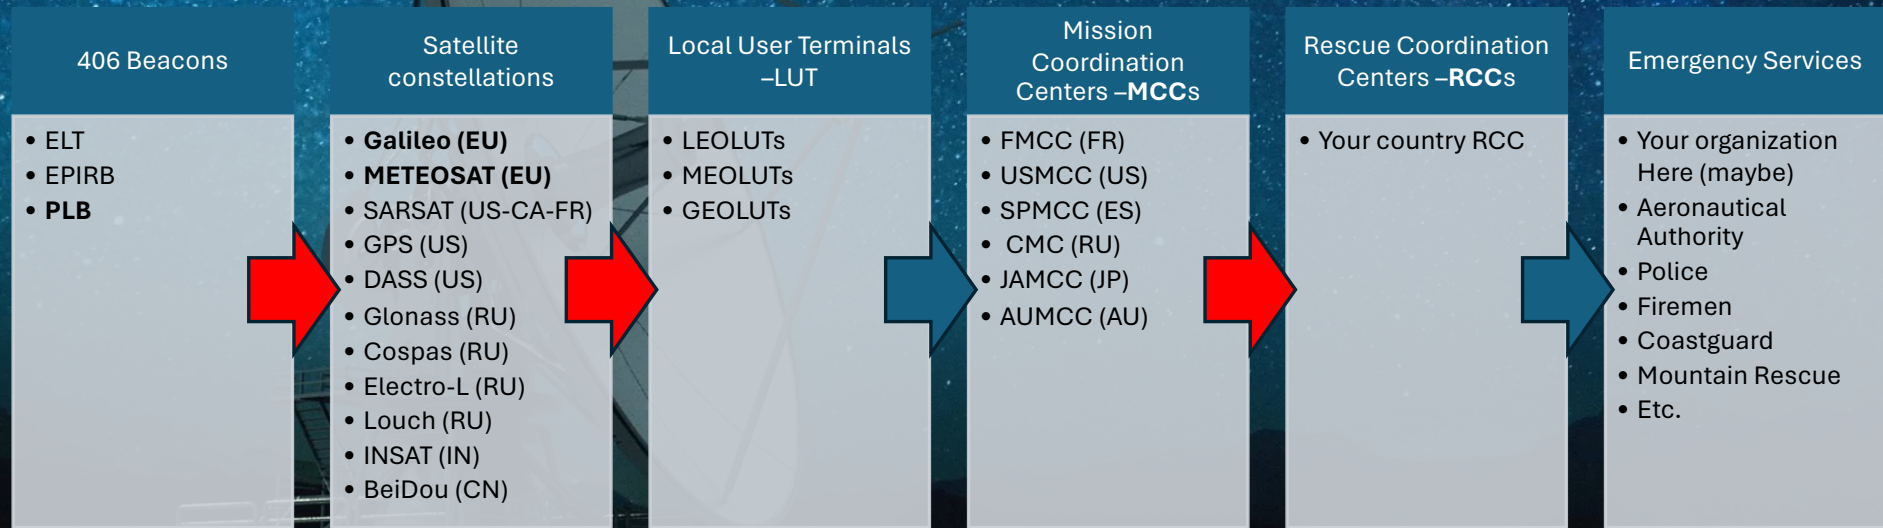 406 Beacons
• ELT
• EPIRB
• PLB
Satellite
constellations
• Galileo (EU)
• METEOSAT (EU)
• SARSAT (US-CA-FR)
• GPS (US)
• DASS (US)
• Glonass (RU)
• Cospas (RU)
• Electro-L (RU)
• Louch (RU)
• INSAT (IN)
• BeiDou (CN)
Local User Terminals
–LUT
• LEOLUTs
• MEOLUTs
• GEOLUTs
Mission
Coordination
Centers –MCCs
• FMCC (FR)
• USMCC (US)
• SPMCC (ES)
• CMC (RU)
• JAMCC (JP)
• AUMCC (AU)
Rescue Coordination
Centers –RCCs
• Your country RCC
Emergency Services
• Your organization
Here (maybe)
• Aeronautical
Authority
• Police
• Firemen
• Coastguard
• Mountain Rescue
• Etc.